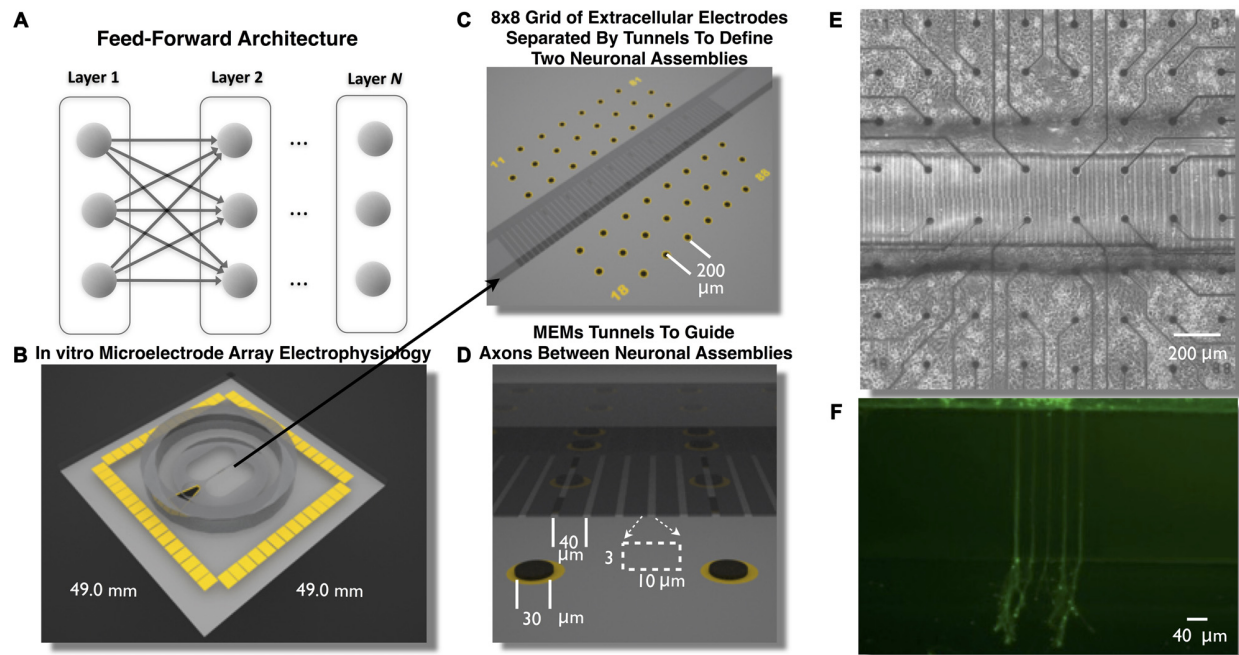 A
Feed-Forward Architecture
Layer 1
Layer 2
Layer N
...
...
...
B
In vitro Microelectrode Array Electrophysiology
49.0 mm
49.0 mm
C
8x8 Grid of Extracellular Electrodes
Separated By Tunnels To Define
Two Neuronal Assemblies
81
11
88
18
200
μm
MEMs Tunnels To Guide
D
Axons Between Neuronal Assemblies
40
μm
3
10 μm
30 μm
E
11
81
200 μm
88
F
40 μm